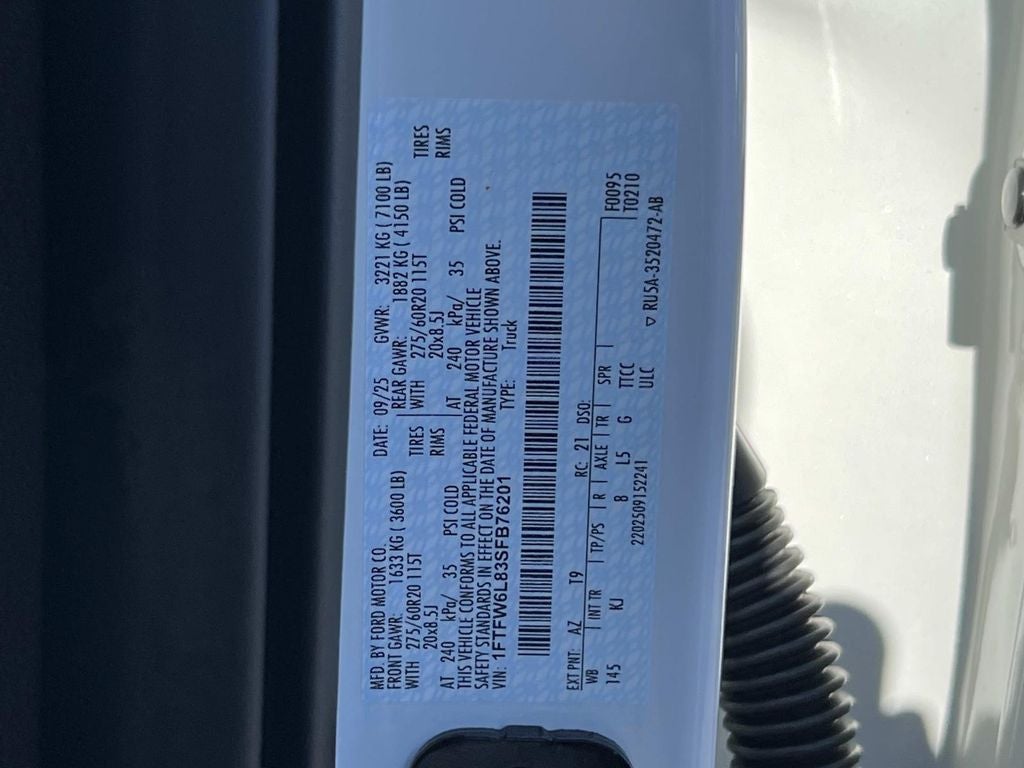 MFD. BY FORD MOTOR CO. DATE: 09/25 GVWR: 3221 KG ( 7100 LB)
FRONT GAWR: 1633 KG ( 3600 LB) REAR GAWR: 1882 KG ( 4150 LB)
WITH 275/60R20 115T TIRES WITH 275/60R20 115T TIRES
20x8.5J RIMS 20x8.5J RIMS
AT 240 kPa/ 35 PSI COLD AT 240 kPa/ 35 PSI COLD
THIS VEHICLE CONFORMS TO ALL APPLICABLE FEDERAL MOTOR VEHICLE
SAFETY STANDARDS IN EFFECT ON THE DATE OF MANUFACTURE SHOWN ABOVE.
VIN: 1FTFW6L83SFB76201 TYPE: Truck
EXT PNT: AZ T9 RC: 21 DSO: F0095
WB INT TR TP/PS R AXLE TR SPR T0210
145 KJ 8 L5 G TTCC
2202509152241 ULC ▽ RU5A-3520472-AB